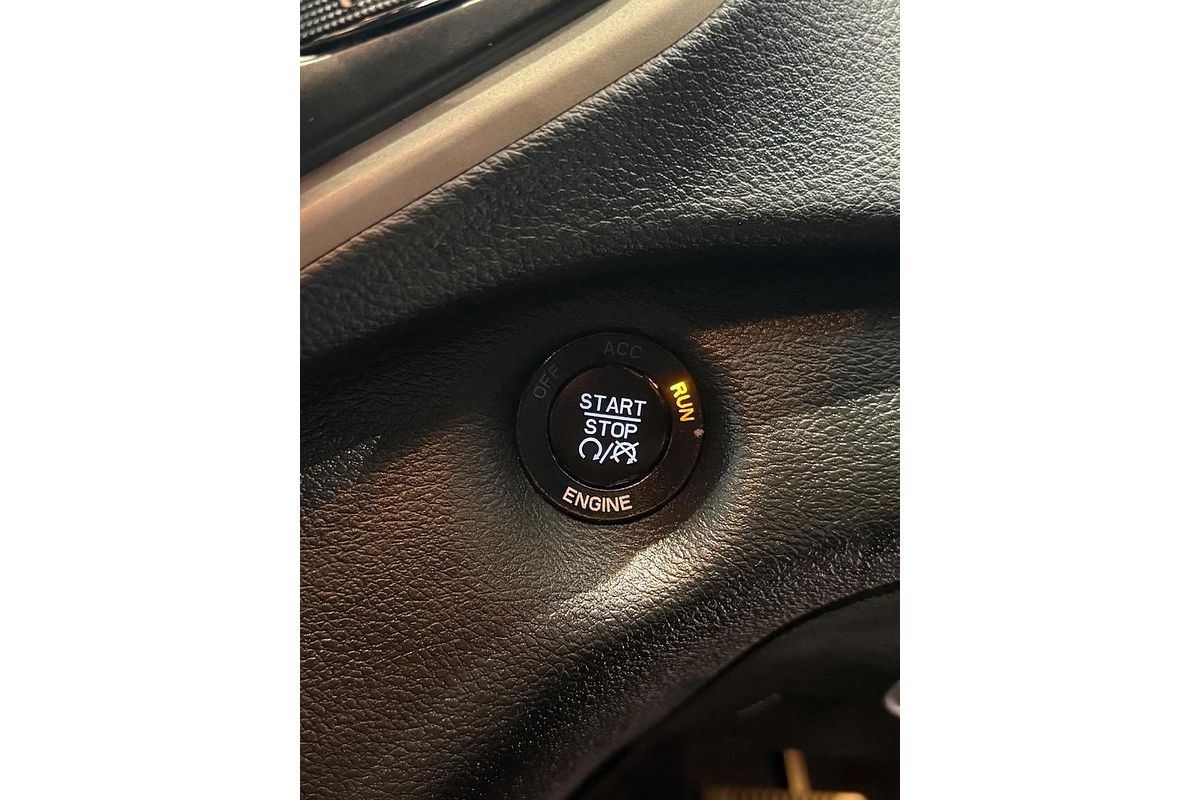 ACC
OFF
RUN
START
STOP
ENGINE